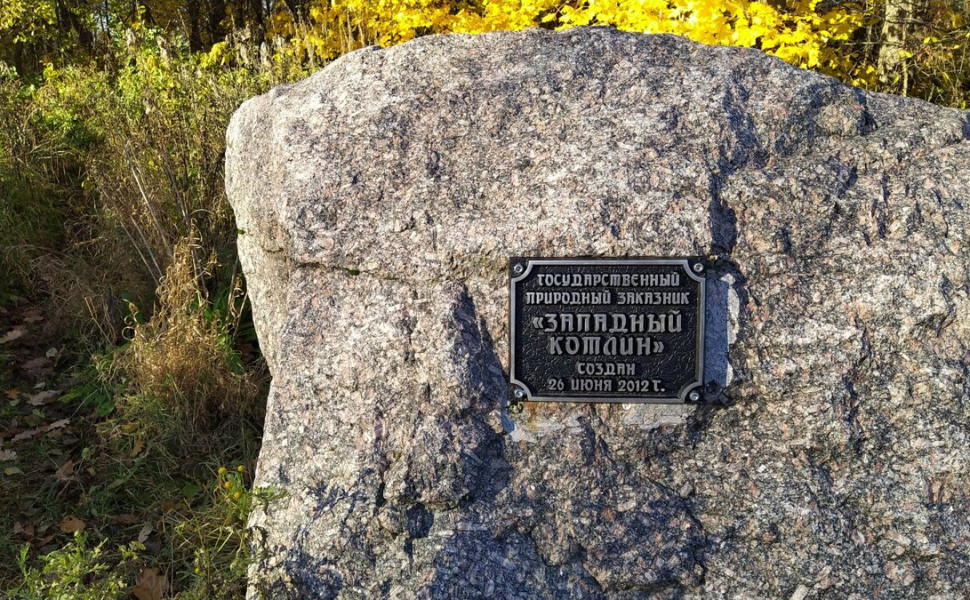 ГОСУДАРСТВЕННЫЙ
ПРИРОДНЫЙ ЗАКАЗНИК
«ЗАПАДНЫЙ
КОТЛИН»
СОЗДАН
26 ИЮНЯ 2012 Г.